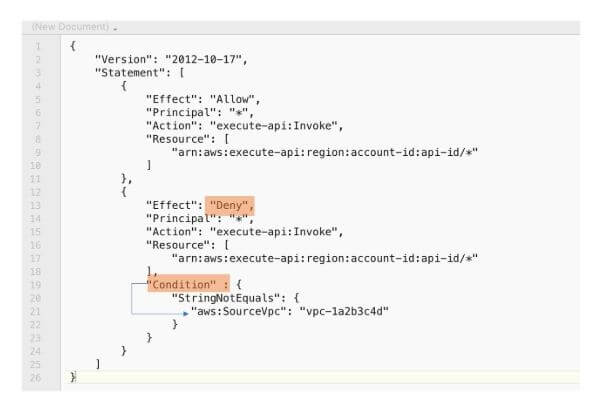 (New Document)
1 {
2 "Version": "2012-10-17",
3 "Statement": [
4 {
5 "Effect": "Allow",
6 "Principal": "*",
7 "Action": "execute-api:Invoke",
8 "Resource": [
9 "arn:aws:execute-api:region:account-id:api-id/*"
10 ]
11 },
12 {
13 "Effect": "Deny",
14 "Principal": "*",
15 "Action": "execute-api:Invoke",
16 "Resource": [
17 "arn:aws:execute-api:region:account-id:api-id/*"
18 ],
19 "Condition" : {
20 "StringNotEquals": {
21 "aws:SourceVpc": "vpc-1a2b3c4d"
22 }
23 }
24 }
25 ]
26 }